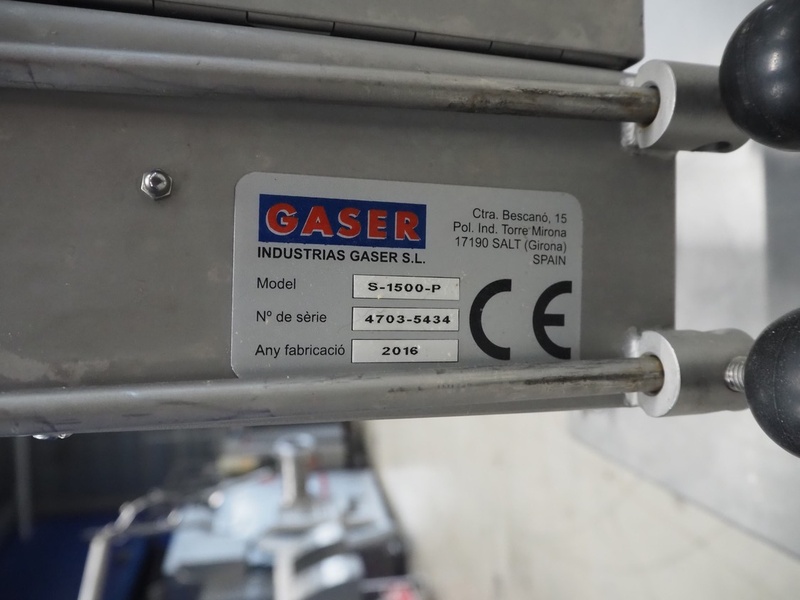 GASER
INDUSTRIAS GASER S.L.
Ctra. Bescanó, 15
Pol. Ind. Torre Mirona
17190 SALT (Girona)
SPAIN
Model S-1500-P
Nº de sèrie 4703-5434
Any fabricació 2016
CE